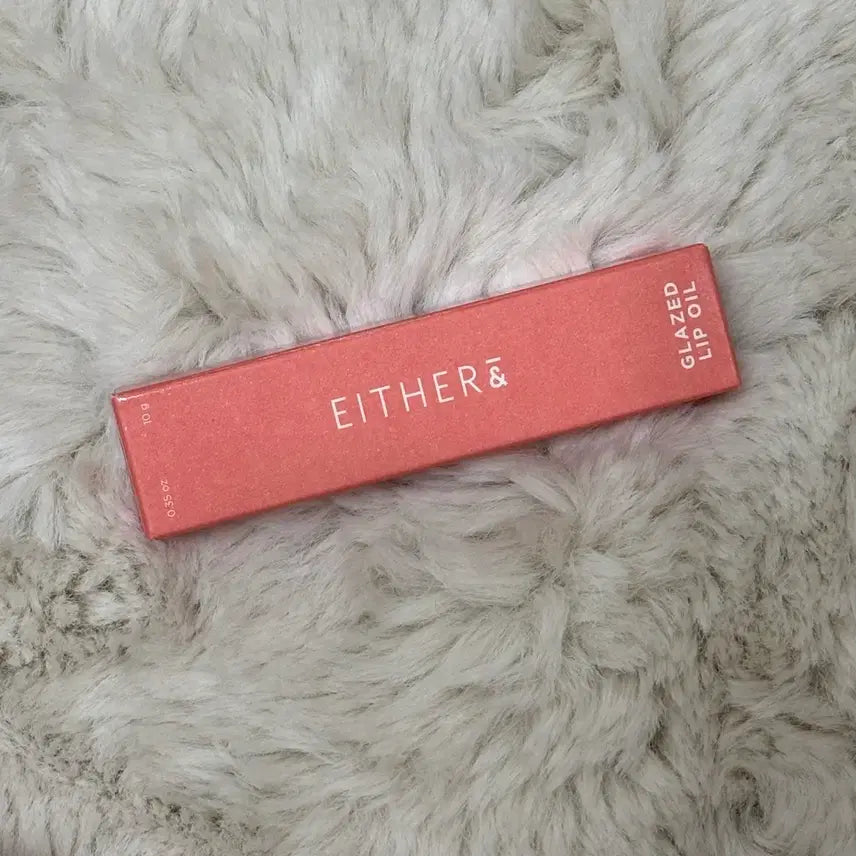 EITHER&
GLAZED
LIP OIL
10 g
0.35 oz